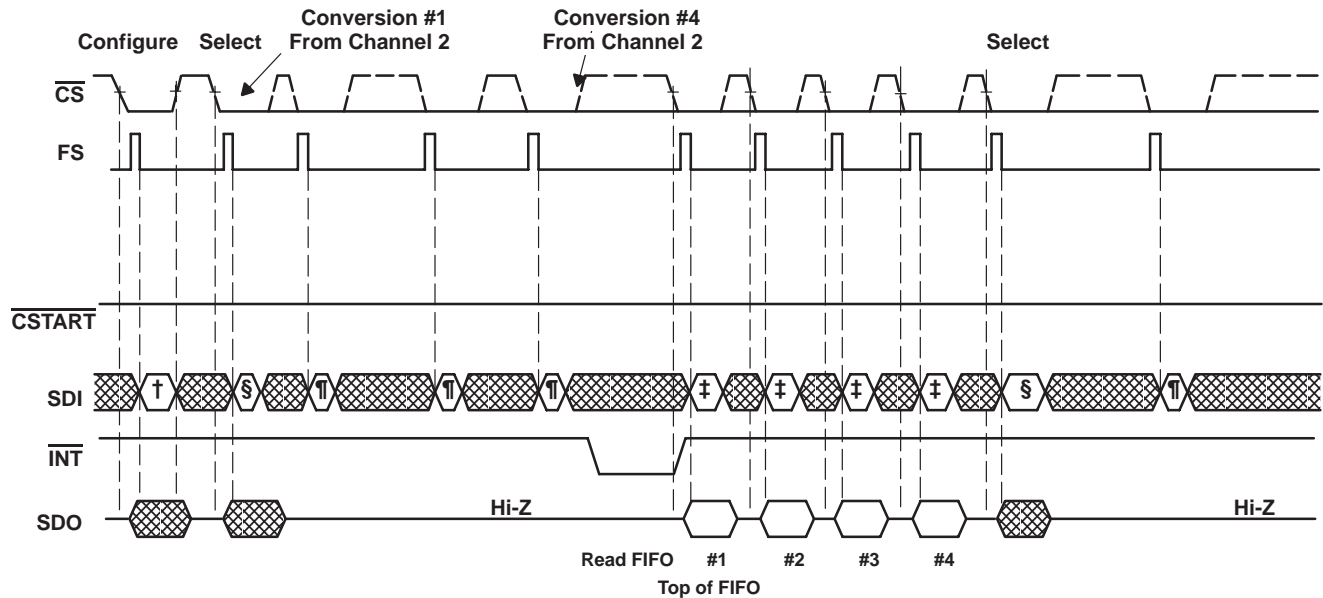 Configure Select Conversion #1 From Channel 2 Conversion #4 From Channel 2 Select
CS
FS
CSTART
SDI † § ¶ ¶ ¶ ‡ ‡ ‡ ‡ § ¶
INT
SDO Hi-Z Hi-Z
Read FIFO #1 #2 #3 #4
Top of FIFO